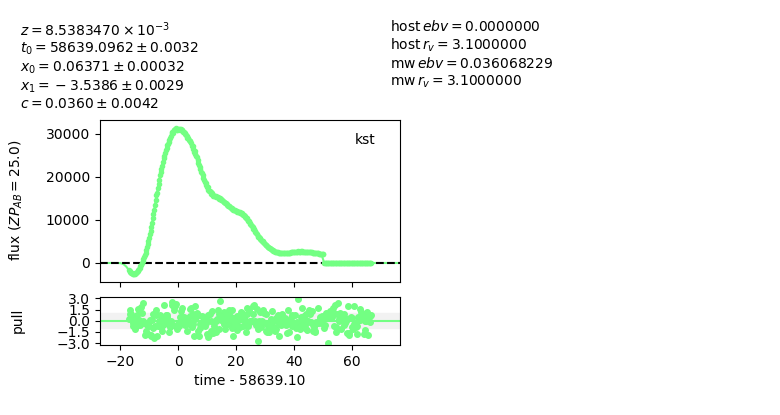 z = 8.5383470 × 10⁻³
t₀ = 58639.0962 ± 0.0032
x₀ = 0.06371 ± 0.00032
x₁ = −3.5386 ± 0.0029
c = 0.0360 ± 0.0042
host ebv = 0.0000000
host r_v = 3.1000000
mw ebv = 0.036068229
mw r_v = 3.1000000
kst
30000
20000
10000
0
flux (ZP_AB = 25.0)
3.0
1.5
0.0
−1.5
−3.0
pull
−20 0 20 40 60
time - 58639.10